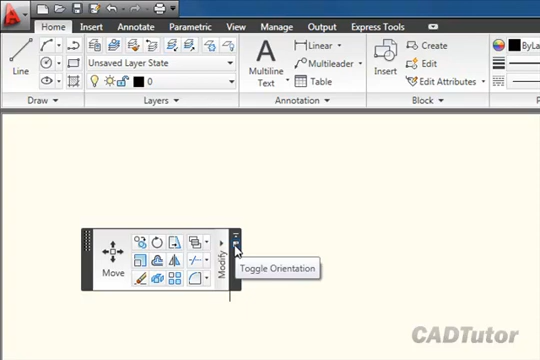 Home Insert Annotate Parametric View Manage Output Express Tools
Line
Unsaved Layer State
0
Multiline
Text
Linear
Multileader
Table
Insert
Create
Edit
Edit Attributes
Draw
Layers
Annotation
Block
Move
Modify
Toggle Orientation
CADTutor